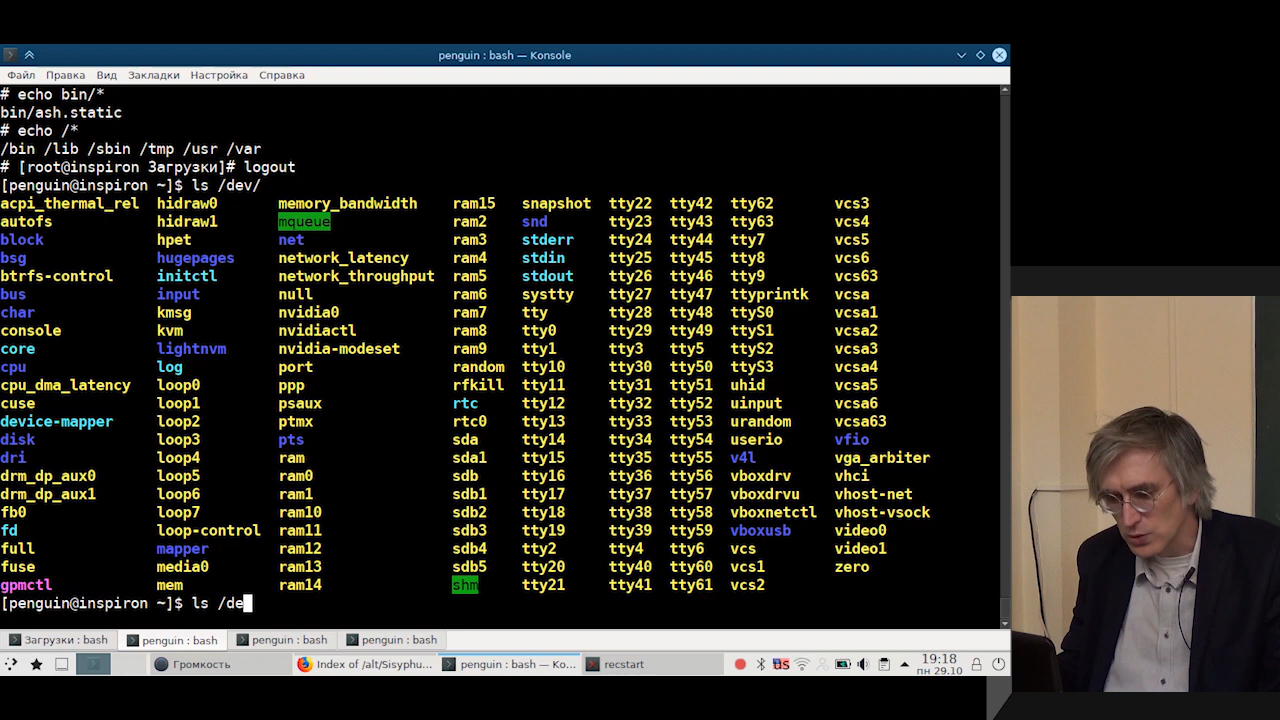 penguin : bash — Konsole
Файл Правка Вид Закладки Настройка Справка
# echo bin/*
bin/ash.static
# echo /*
/bin /lib /sbin /tmp /usr /var
# [root@inspiron Загрузки]# logout
[penguin@inspiron ~]$ ls /dev/
acpi_thermal_rel hidraw0 memory_bandwidth ram15 snapshot tty22 tty42 tty62 vcs3
autofs hidraw1 mqueue ram2 snd tty23 tty43 tty63 vcs4
block hpet net ram3 stderr tty24 tty44 tty7 vcs5
bsg hugepages network_latency ram4 stdin tty25 tty45 tty8 vcs6
btrfs-control initctl network_throughput ram5 stdout tty26 tty46 tty9 vcs63
bus input null ram6 systty tty27 tty47 ttyprintk vcsa
char kmsg nvidia0 ram7 tty tty28 tty48 ttyS0 vcsa1
console kvm nvidiactl ram8 tty0 tty29 tty49 ttyS1 vcsa2
core lightnvm nvidia-modeset ram9 tty1 tty3 tty5 ttyS2 vcsa3
cpu log port random tty10 tty30 tty50 ttyS3 vcsa4
cpu_dma_latency loop0 ppp rfkill tty11 tty31 tty51 uhid vcsa5
cuse loop1 psaux rtc tty12 tty32 tty52 uinput vcsa6
device-mapper loop2 ptmx rtc0 tty13 tty33 tty53 urandom vcsa63
disk loop3 pts sda tty14 tty34 tty54 userio vfio
dri loop4 ram sda1 tty15 tty35 tty55 v4l vga_arbiter
drm_dp_aux0 loop5 ram0 sdb tty16 tty36 tty56 vboxdrv vhci
drm_dp_aux1 loop6 ram1 sdb1 tty17 tty37 tty57 vboxdrvu vhost-net
fb0 loop7 ram10 sdb2 tty18 tty38 tty58 vboxnetctl vhost-vsock
fd loop-control ram11 sdb3 tty19 tty39 tty59 vboxusb video0
full mapper ram12 sdb4 tty2 tty4 tty6 vcs video1
fuse media0 ram13 sdb5 tty20 tty40 tty60 vcs1 zero
gpmctl mem ram14 shm tty21 tty41 tty61 vcs2
[penguin@inspiron ~]$ ls /de
Загрузки : bash penguin : bash penguin : bash penguin : bash
Громкость Index of /alt/Sisyphu... penguin : bash — Ko... recstart US 19:18
пн 29.10